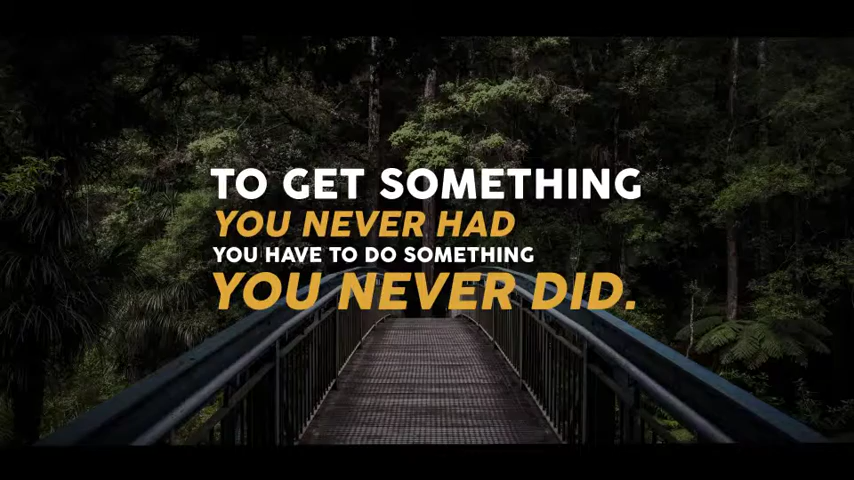 TO GET SOMETHING
YOU NEVER HAD
YOU HAVE TO DO SOMETHING
YOU NEVER DID.